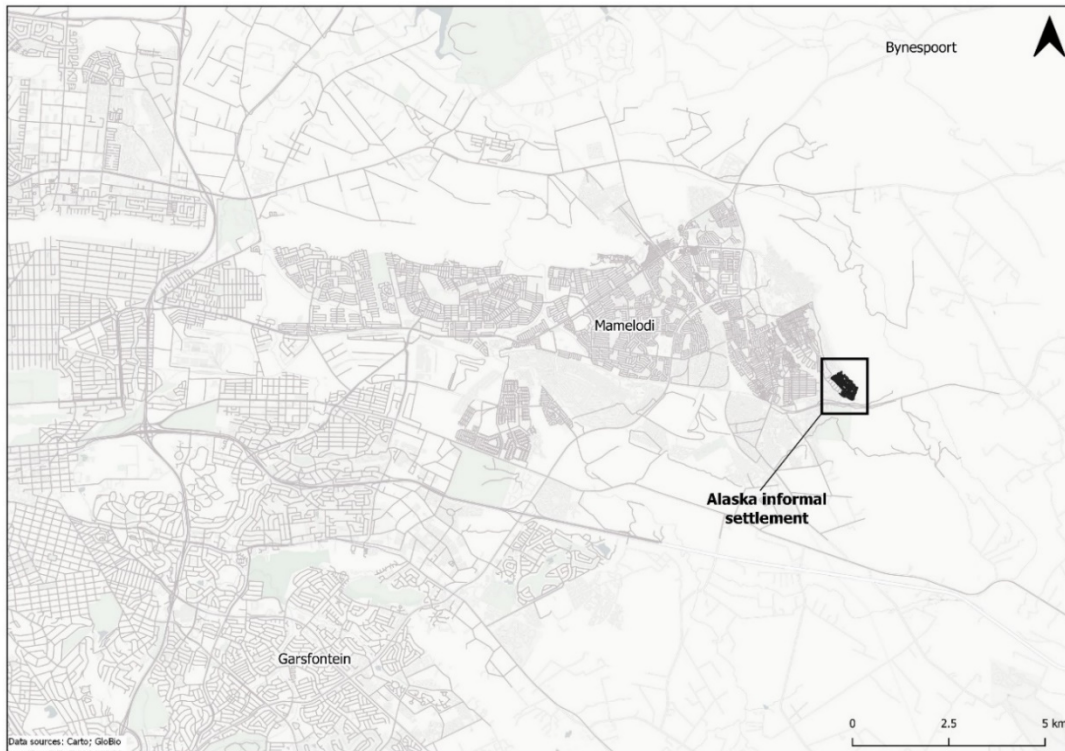 Bynespoort
Mamelodi
Alaska informal
settlement
Garsfontein
0 2.5 5 km
Data sources: Carto; GloBio